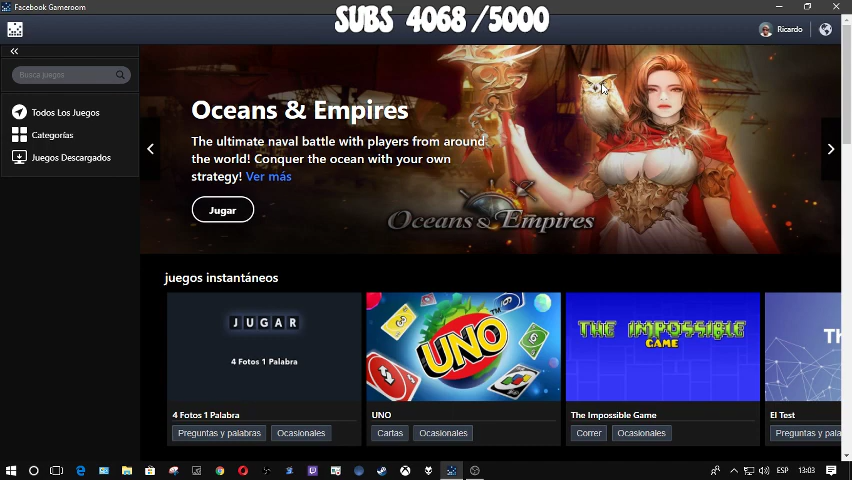 Facebook Gameroom
SUBS 4068/5000
Ricardo
Busca juegos
Todos Los Juegos
Categorías
Juegos Descargados
Oceans & Empires
The ultimate naval battle with players from around
the world! Conquer the ocean with your own
strategy! Ver más
Jugar
Oceans & Empires
juegos instantáneos
JUGAR
4 Fotos 1 Palabra
UNO
THE IMPOSSIBLE
GAME
Th
4 Fotos 1 Palabra
UNO
The Impossible Game
El Test
Preguntas y palabras
Ocasionales
Cartas
Ocasionales
Correr
Ocasionales
Preguntas y pala
ESP
13:03